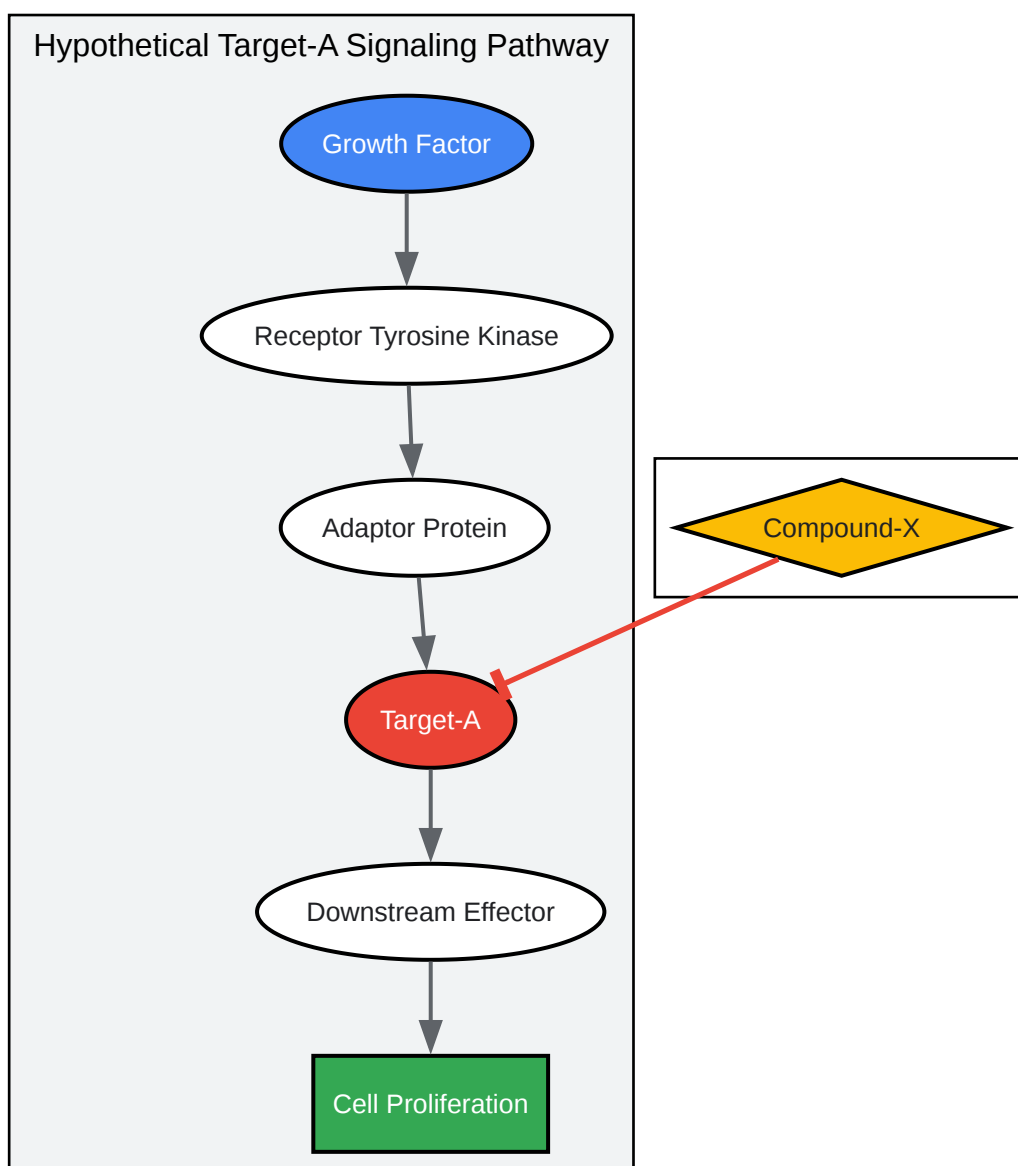 Hypothetical Target-A Signaling Pathway
Growth Factor
Receptor Tyrosine Kinase
Adaptor Protein
Compound-X
Target-A
Downstream Effector
Cell Proliferation